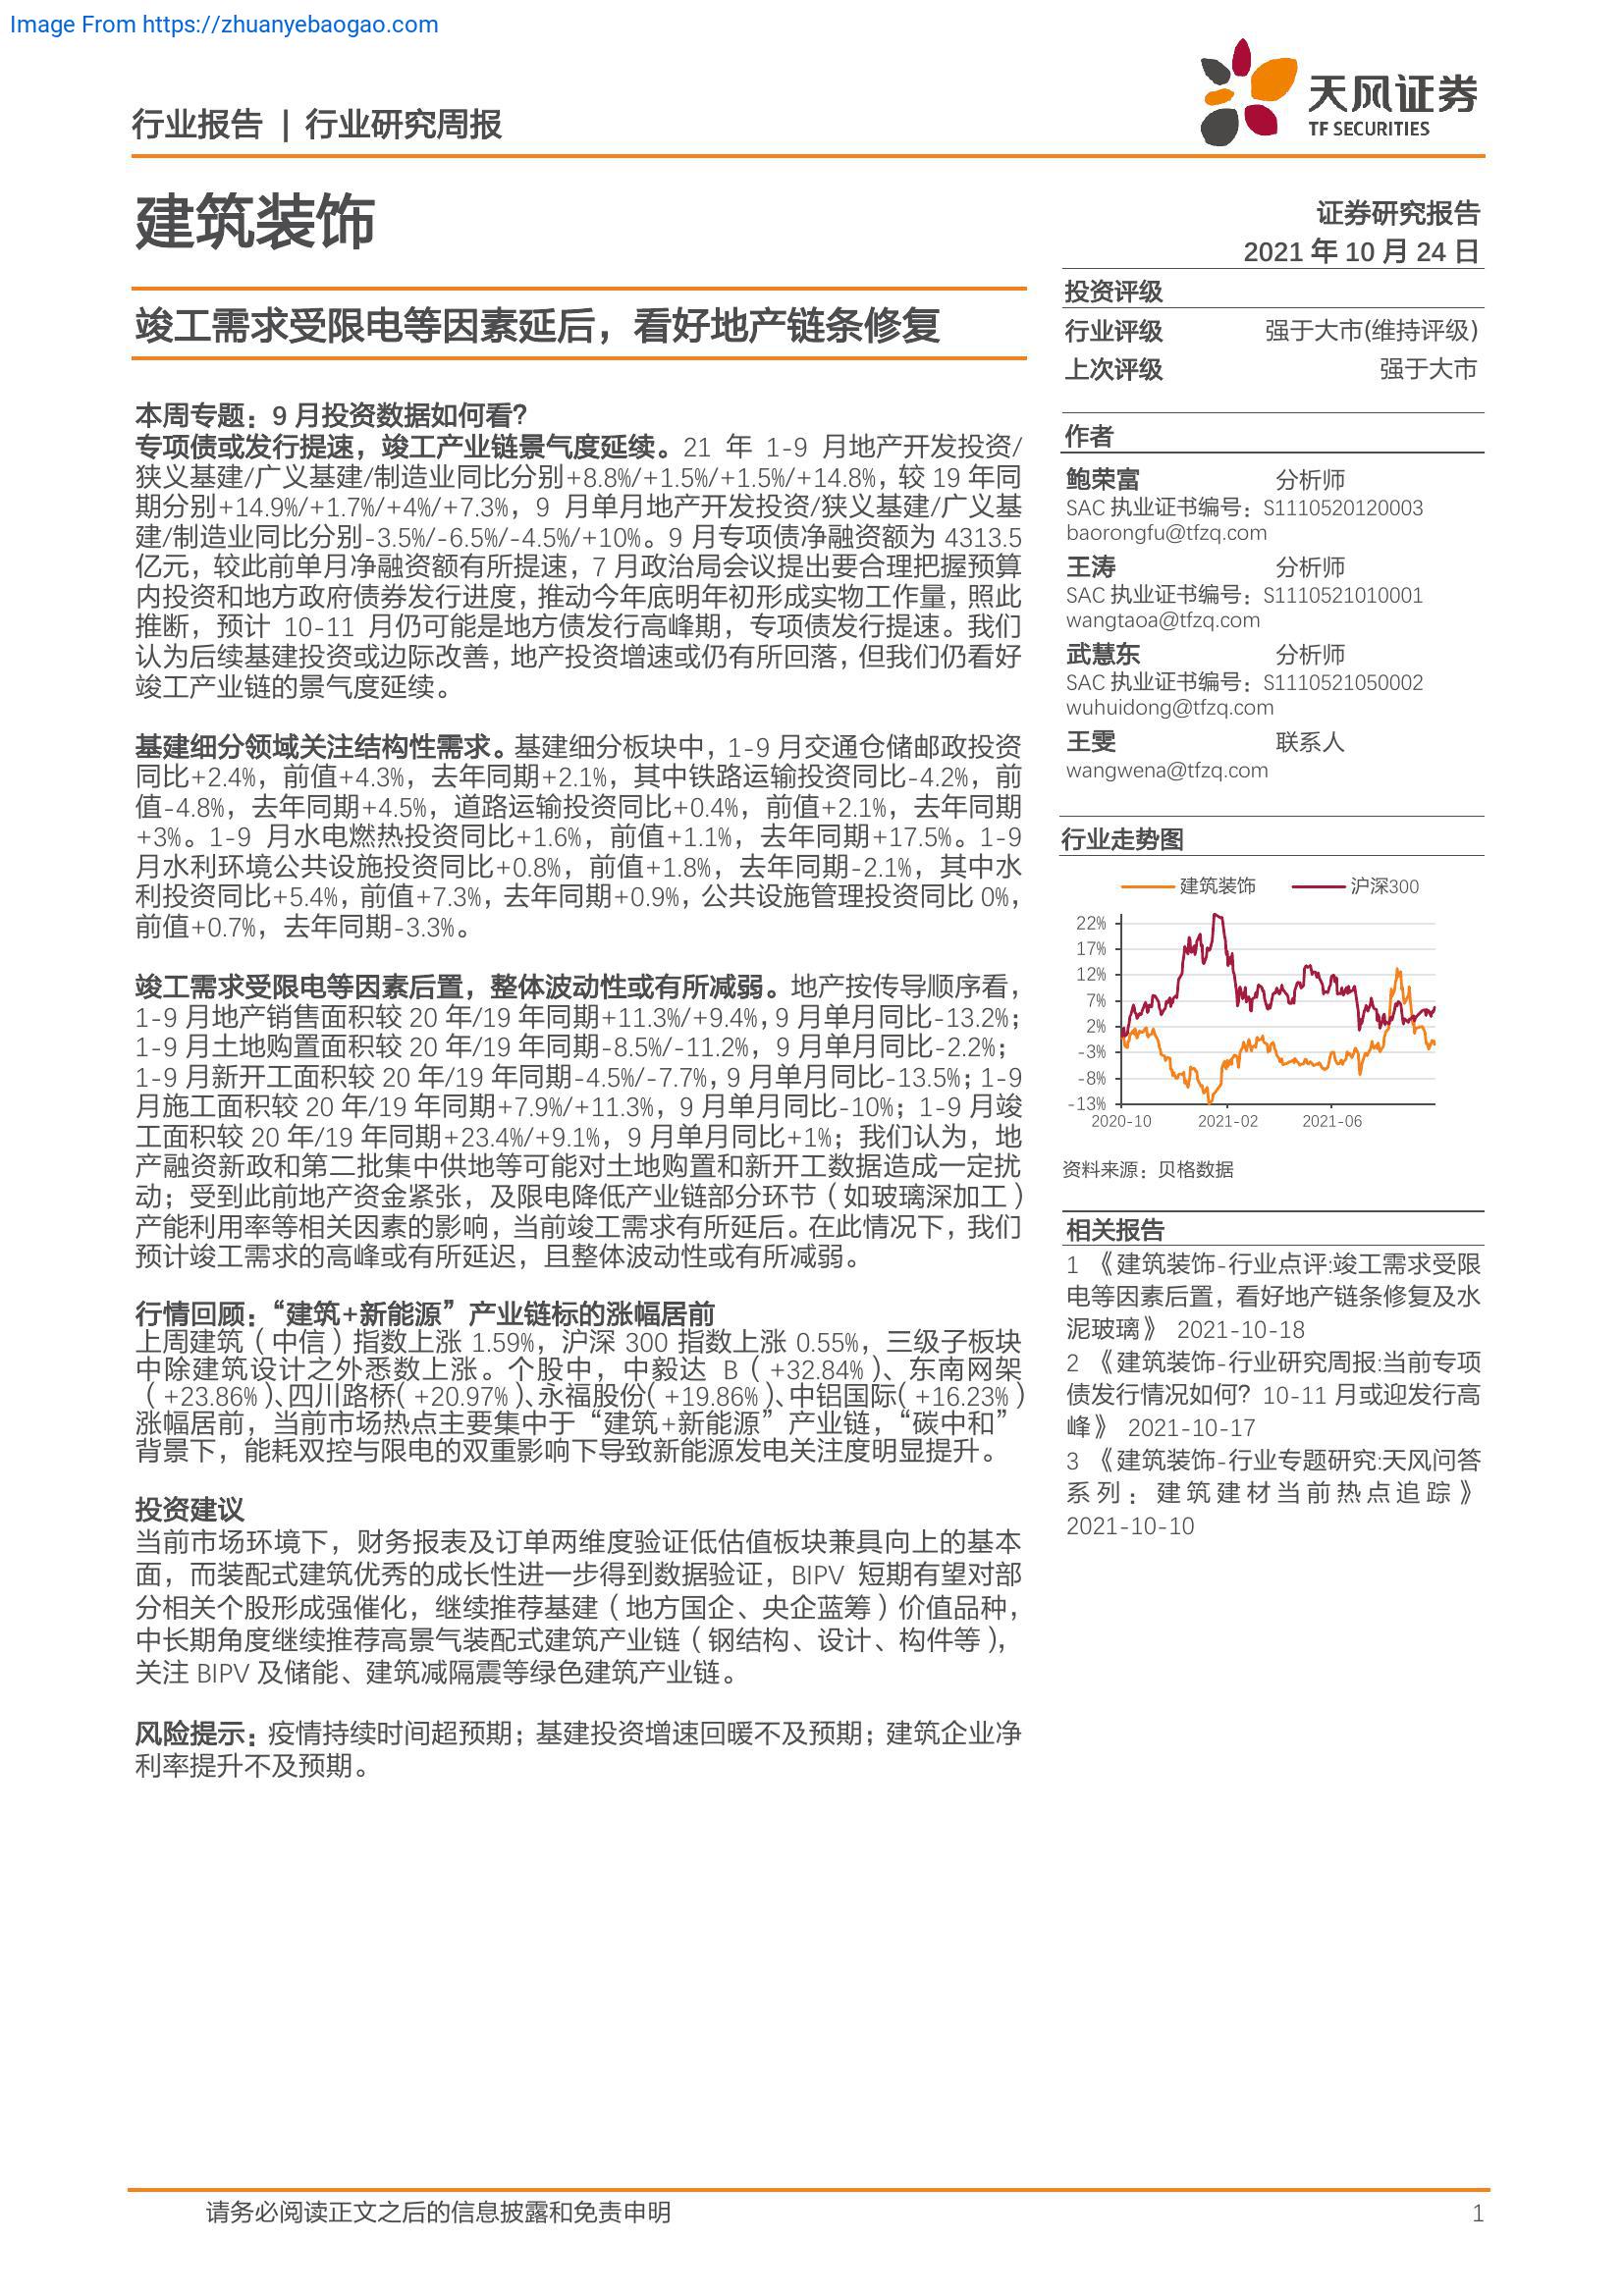 Image From https://zhuanyebaogao.com
行业报告 | 行业研究周报
天风证券
TF SECURITIES
建筑装饰
证券研究报告
2021 年 10 月 24 日
竣工需求受限电等因素延后，看好地产链条修复
本周专题：9 月投资数据如何看？
专项债或发行提速，竣工产业链景气度延续。21 年 1-9 月地产开发投资/
狭义基建/广义基建/制造业同比分别+8.8%/+1.5%/+1.5%/+14.8%，较 19 年同
期分别+14.9%/+1.7%/+4%/+7.3%，9 月单月地产开发投资/狭义基建/广义基
建/制造业同比分别-3.5%/-6.5%/-4.5%/+10%。9 月专项债净融资额为 4313.5
亿元，较此前单月净融资额有所提速，7 月政治局会议提出要合理把握预算
内投资和地方政府债券发行进度，推动今年底明年初形成实物工作量，照此
推断，预计 10-11 月仍可能是地方债发行高峰期，专项债发行提速。我们
认为后续基建投资或边际改善，地产投资增速或仍有所回落，但我们仍看好
竣工产业链的景气度延续。
基建细分领域关注结构性需求。基建细分板块中，1-9 月交通仓储邮政投资
同比+2.4%，前值+4.3%，去年同期+2.1%，其中铁路运输投资同比-4.2%，前
值-4.8%，去年同期+4.5%，道路运输投资同比+0.4%，前值+2.1%，去年同期
+3%。1-9 月水电燃热投资同比+1.6%，前值+1.1%，去年同期+17.5%。1-9
月水利环境公共设施投资同比+0.8%，前值+1.8%，去年同期-2.1%，其中水
利投资同比+5.4%，前值+7.3%，去年同期+0.9%，公共设施管理投资同比 0%，
前值+0.7%，去年同期-3.3%。
竣工需求受限电等因素后置，整体波动性或有所减弱。地产按传导顺序看，
1-9 月地产销售面积较 20 年/19 年同期+11.3%/+9.4%，9 月单月同比-13.2%；
1-9 月土地购置面积较 20 年/19 年同期-8.5%/-11.2%，9 月单月同比-2.2%；
1-9 月新开工面积较 20 年/19 年同期-4.5%/-7.7%，9 月单月同比-13.5%；1-9
月施工面积较 20 年/19 年同期+7.9%/+11.3%，9 月单月同比-10%；1-9 月竣
工面积较 20 年/19 年同期+23.4%/+9.1%，9 月单月同比+1%；我们认为，地
产融资新政和第二批集中供地等可能对土地购置和新开工数据造成一定扰
动；受到此前地产资金紧张，及限电降低产业链部分环节（如玻璃深加工）
产能利用率等相关因素的影响，当前竣工需求有所延后。在此情况下，我们
预计竣工需求的高峰或有所延迟，且整体波动性或有所减弱。
行情回顾：“建筑+新能源”产业链标的涨幅居前
上周建筑（中信）指数上涨 1.59%，沪深 300 指数上涨 0.55%，三级子板块
中除建筑设计之外悉数上涨。个股中，中毅达 B（+32.84%）、东南网架
（+23.86%）、四川路桥（+20.97%）、永福股份（+19.86%）、中铝国际（+16.23%）
涨幅居前，当前市场热点主要集中于“建筑+新能源”产业链，“碳中和”
背景下，能耗双控与限电的双重影响下导致新能源发电关注度明显提升。
投资建议
当前市场环境下，财务报表及订单两维度验证低估值板块兼具向上的基本
面，而装配式建筑优秀的成长性进一步得到数据验证，BIPV 短期有望对部
分相关个股形成强催化，继续推荐基建（地方国企、央企蓝筹）价值品种，
中长期角度继续推荐高景气装配式建筑产业链（钢结构、设计、构件等），
关注 BIPV 及储能、建筑减隔震等绿色建筑产业链。
风险提示：疫情持续时间超预期；基建投资增速回暖不及预期；建筑企业净
利率提升不及预期。
投资评级
行业评级 强于大市(维持评级)
上次评级 强于大市
作者
鲍荣富 分析师
SAC 执业证书编号：S1110520120003
baorongfu@tfzq.com
王涛 分析师
SAC 执业证书编号：S1110521010001
wangtaoa@tfzq.com
武慧东 分析师
SAC 执业证书编号：S1110521050002
wuhuidong@tfzq.com
王雯 联系人
wangwena@tfzq.com
行业走势图
建筑装饰 沪深300
22%
17%
12%
7%
2%
-3%
-8%
-13%
2020-10 2021-02 2021-06
资料来源：贝格数据
相关报告
1 《建筑装饰-行业点评:竣工需求受限
电等因素后置，看好地产链条修复及水
泥玻璃》 2021-10-18
2 《建筑装饰-行业研究周报:当前专项
债发行情况如何？10-11 月或迎发行高
峰》 2021-10-17
3 《建筑装饰-行业专题研究:天风问答
系列：建筑建材当前热点追踪》
2021-10-10
请务必阅读正文之后的信息披露和免责申明
1